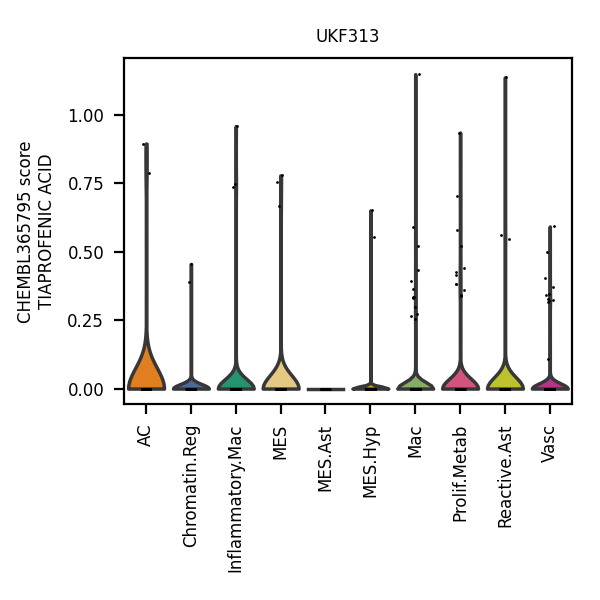 UKF313
CHEMBL365795 score
TIAPROFENIC ACID
1.00
0.75
0.50
0.25
0.00
AC
Chromatin.Reg
Inflammatory.Mac
MES
MES.Ast
MES.Hyp
Mac
Prolif.Metab
Reactive.Ast
Vasc